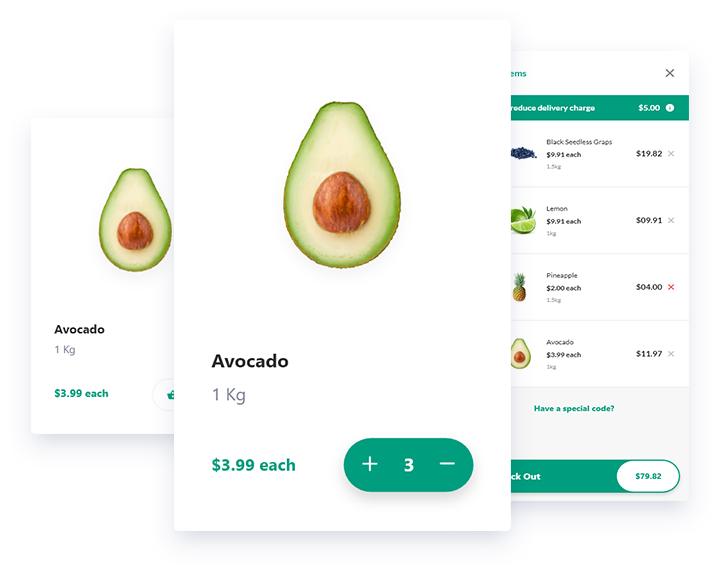 Avocado
1 Kg
$3.99 each
Avocado
1 Kg
$3.99 each
+ 3 −
ems
reduce delivery charge $5.00
Black Seedless Graps
$9.91 each
1.5kg
$19.82
Lemon
$9.91 each
1kg
$09.91
Pineapple
$2.00 each
1.5kg
$04.00
Avocado
$3.99 each
1kg
$11.97
Have a special code?
ck Out $79.82